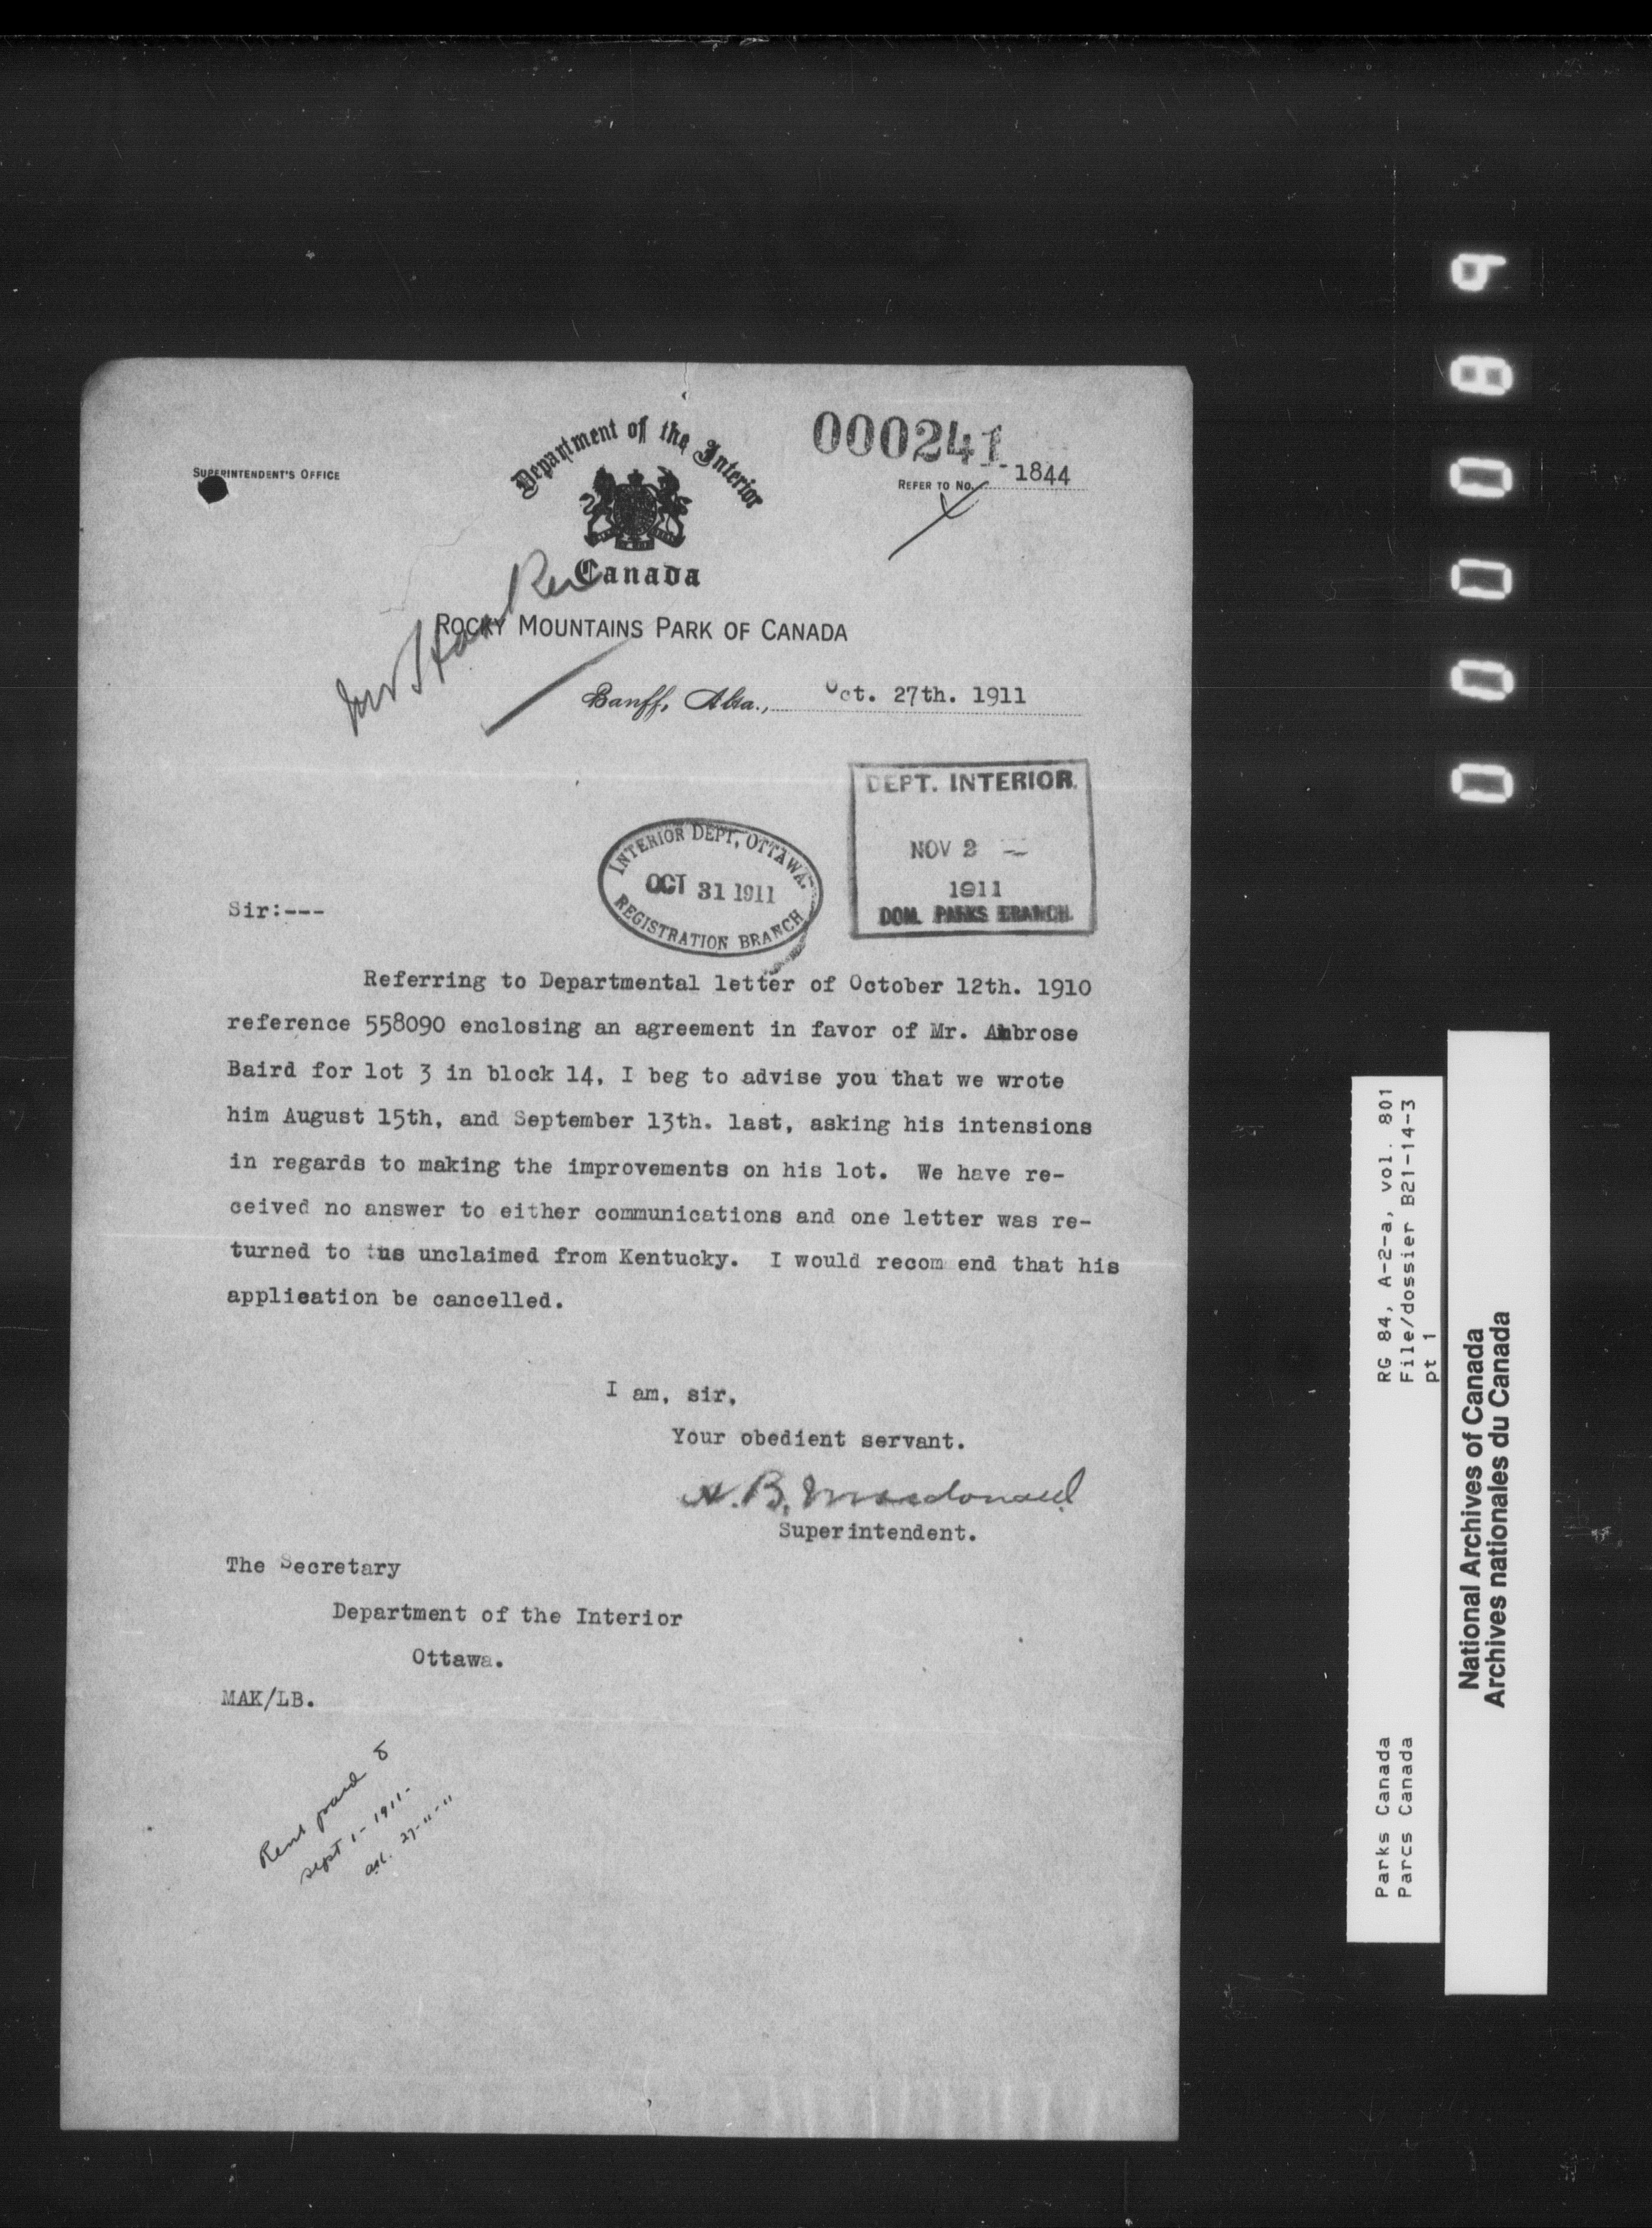 SUPERINTENDENT'S OFFICE
Department of the Interior
Canada
000241
REFER TO No. 1844
ROCKY MOUNTAINS PARK OF CANADA
Mr
Banff, Alta., Oct. 27th. 1911
DEPT. INTERIOR.
NOV 2
1911
DOM. PARKS BRANCH.
INTERIOR DEPT, OTTAWA.
OCT 31 1911
REGISTRATION BRANCH
Sir:---
Referring to Departmental letter of October 12th. 1910
reference 558090 enclosing an agreement in favor of Mr. Ambrose
Baird for lot 3 in block 14, I beg to advise you that we wrote
him August 15th, and September 13th. last, asking his intensions
in regards to making the improvements on his lot. We have re-
ceived no answer to either communications and one letter was re-
turned to us unclaimed from Kentucky. I would recom end that his
application be cancelled.
I am, sir,
Your obedient servant.
Macdonald
Superintendent.
The Secretary
Department of the Interior
Ottawa.
MAK/LB.
Rent paid
Sept 1 - 1911 -
000089
RG 84, A-2-a, vol. 801
File/dossier B21-14-3
pt 1
Parks Canada
Parcs Canada
National Archives of Canada
Archives nationales du Canada